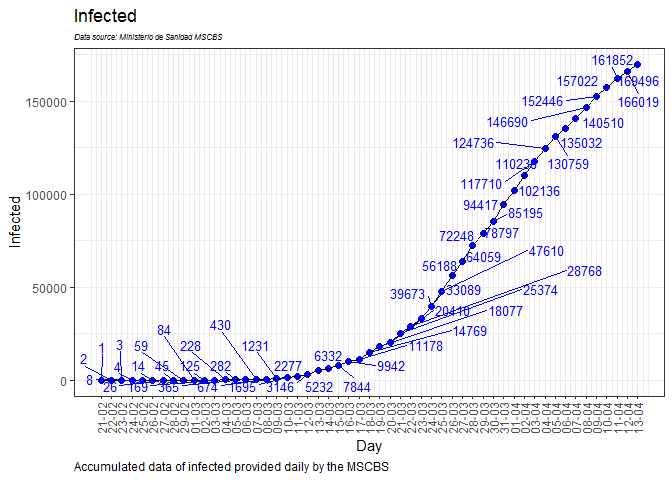 Infected
Data source: Ministerio de Sanidad MSCBS
161852
157022 169496
152446 166019
150000
146690 140510
124736 135032
110238 130759
117710
102136
100000
94417 85195
72248 78797
47610
64059
56188
28768
50000
39673 33089 25374
20410 18077
430
84 14769
1231 11178
59 228
3 6332
1 9942
2 2277
4 14 45 125 282
0
8 26 169 365 674 1695 3146 5232 7844
Infected
21-02 22-02 23-02 24-02 25-02 26-02 27-02 28-02 29-02 01-03 02-03 03-03 04-03 05-03 06-03 07-03 08-03 09-03 10-03 11-03 12-03 13-03 14-03 15-03 16-03 17-03 18-03 19-03 20-03 21-03 22-03 23-03 24-03 25-03 26-03 27-03 28-03 29-03 30-03 31-03 01-04 02-04 03-04 04-04 05-04 06-04 07-04 08-04 09-04 10-04 11-04 12-04 13-04
Day
Accumulated data of infected provided daily by the MSCBS